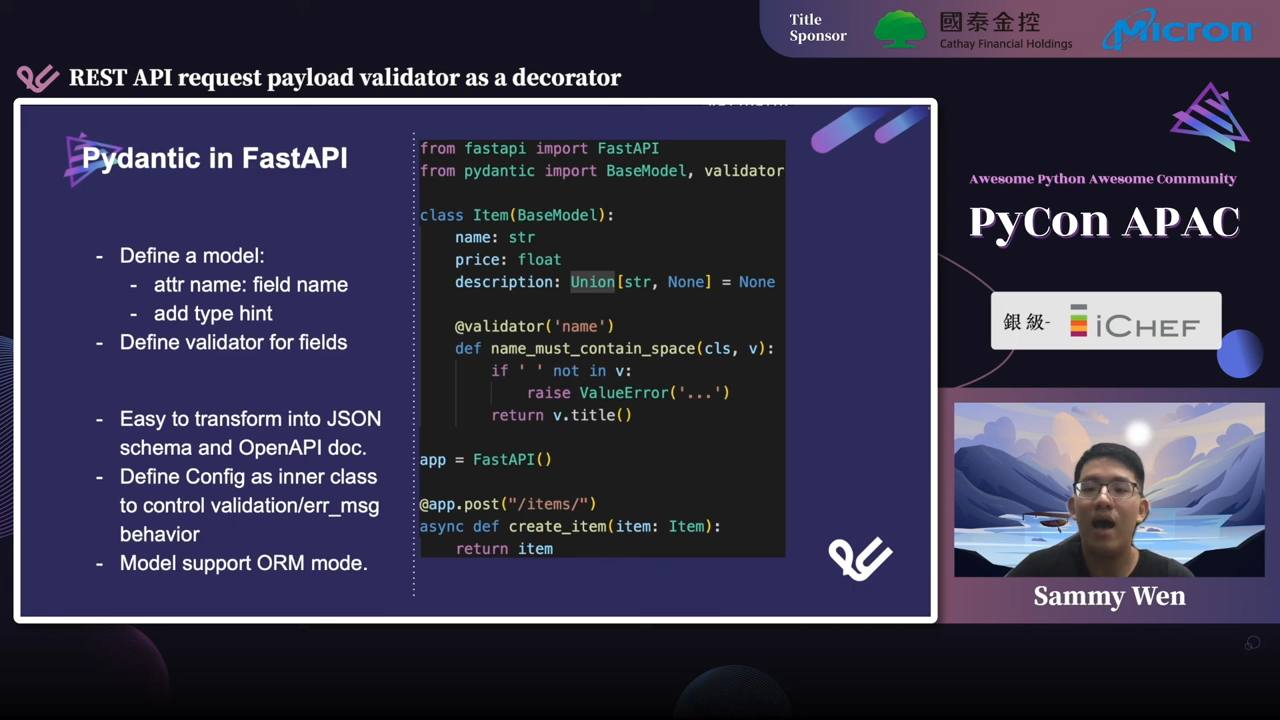 Title
Sponsor
國泰金控
Cathay Financial Holdings
Micron
REST API request payload validator as a decorator
Pydantic in FastAPI
- Define a model:
- attr name: field name
- add type hint
- Define validator for fields
- Easy to transform into JSON
schema and OpenAPI doc.
- Define Config as inner class
to control validation/err_msg
behavior
- Model support ORM mode.
from fastapi import FastAPI
from pydantic import BaseModel, validator
class Item(BaseModel):
name: str
price: float
description: Union[str, None] = None
@validator('name')
def name_must_contain_space(cls, v):
if ' ' not in v:
raise ValueError('...')
return v.title()
app = FastAPI()
@app.post("/items/")
async def create_item(item: Item):
return item
Awesome Python Awesome Community
PyCon APAC
銀級-
iCHEF
Sammy Wen